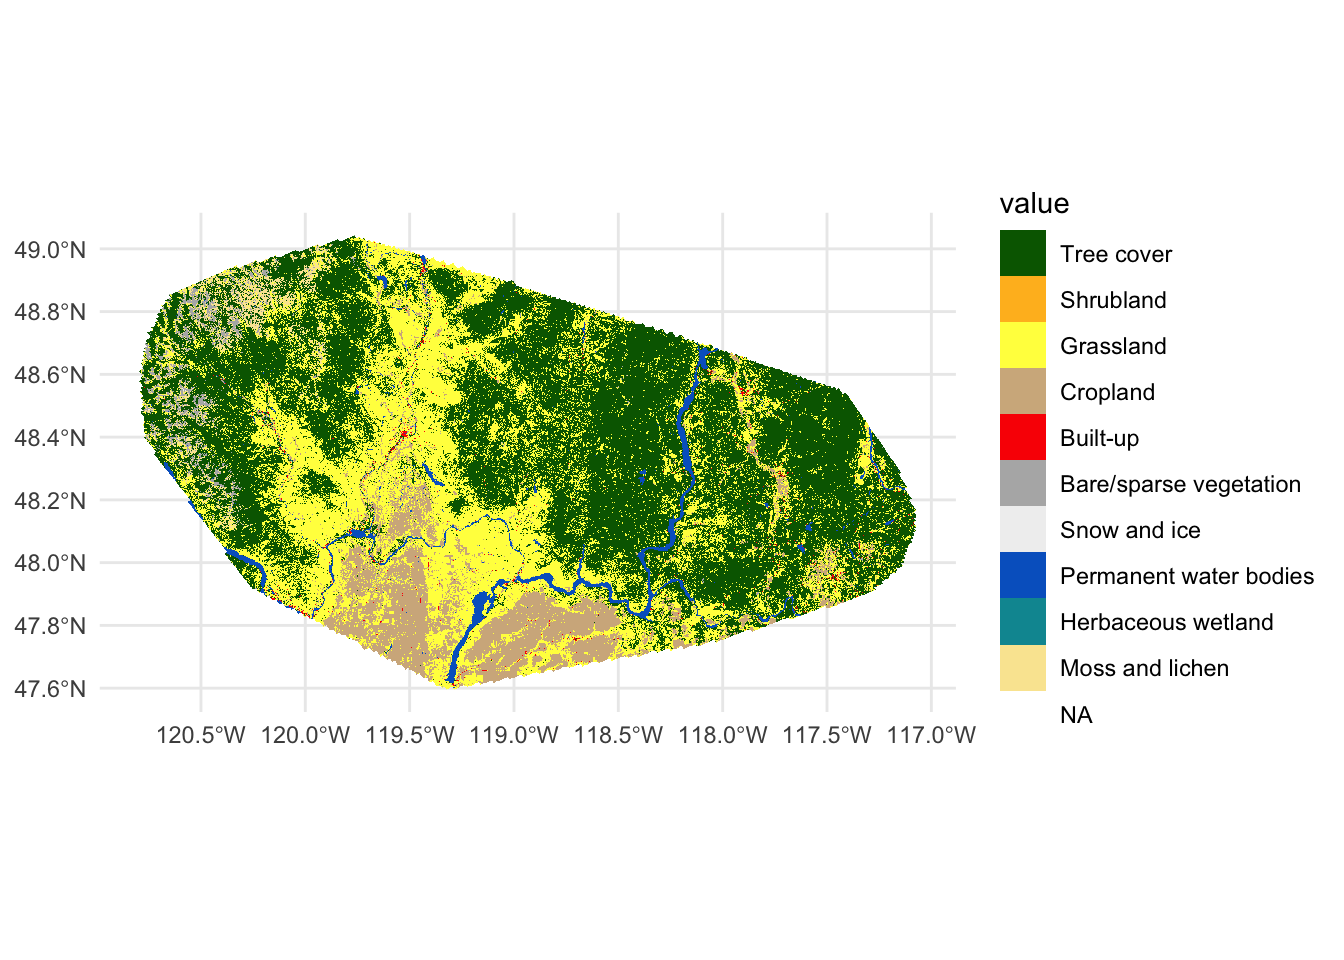 value
Tree cover
Shrubland
Grassland
Cropland
Built-up
Bare/sparse vegetation
Snow and ice
Permanent water bodies
Herbaceous wetland
Moss and lichen
NA
49.0°N
48.8°N
48.6°N
48.4°N
48.2°N
48.0°N
47.8°N
47.6°N
120.5°W 120.0°W 119.5°W 119.0°W 118.5°W 118.0°W 117.5°W 117.0°W